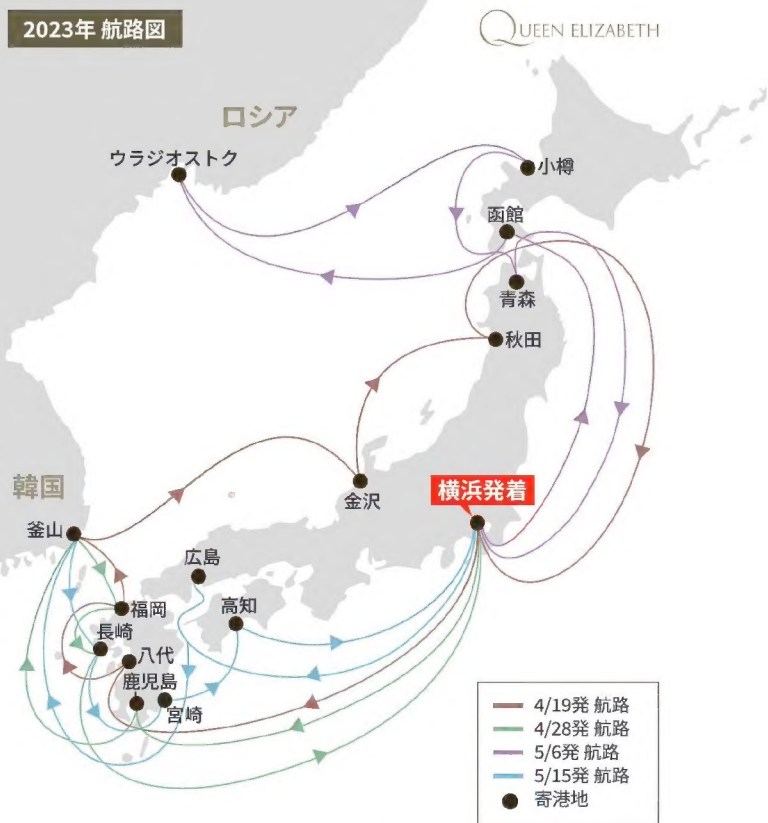 2023年 航路図
QUEEN ELIZABETH
ロシア
ウラジオストク
小樽
函館
青森
秋田
韓国
金沢
横浜発着
釜山
広島
福岡
高知
長崎
八代
鹿児島
宮崎
4/19発 航路
4/28発 航路
5/6発 航路
5/15発 航路
寄港地